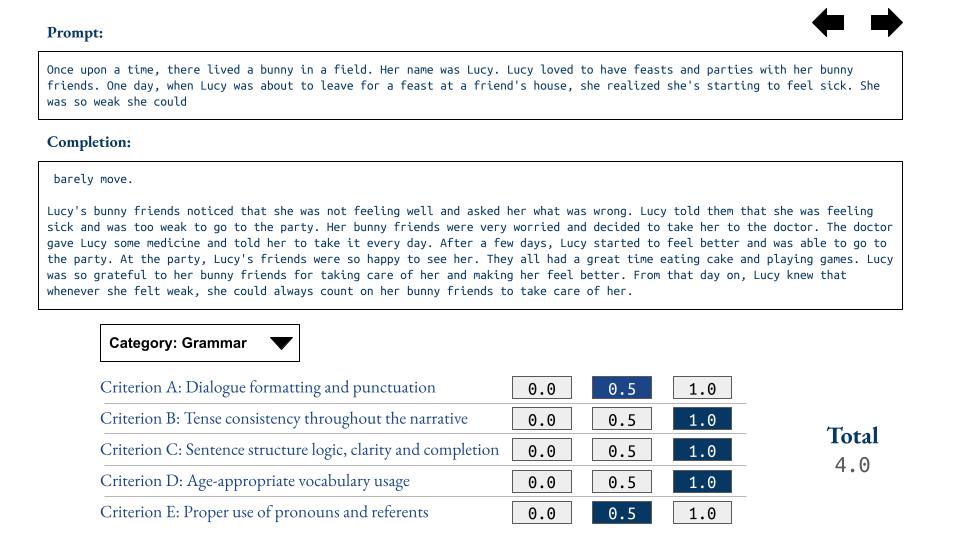 Prompt:
Once upon a time, there lived a bunny in a field. Her name was Lucy. Lucy loved to have feasts and parties with her bunny
friends. One day, when Lucy was about to leave for a feast at a friend's house, she realized she's starting to feel sick. She
was so weak she could
Completion:
barely move.
Lucy's bunny friends noticed that she was not feeling well and asked her what was wrong. Lucy told them that she was feeling
sick and was too weak to go to the party. Her bunny friends were very worried and decided to take her to the doctor. The doctor
gave Lucy some medicine and told her to take it every day. After a few days, Lucy started to feel better and was able to go to
the party. At the party, Lucy's friends were so happy to see her. They all had a great time eating cake and playing games. Lucy
was so grateful to her bunny friends for taking care of her and making her feel better. From that day on, Lucy knew that
whenever she felt weak, she could always count on her bunny friends to take care of her.
Category: Grammar
Criterion A: Dialogue formatting and punctuation 0.0 0.5 1.0
Criterion B: Tense consistency throughout the narrative 0.0 0.5 1.0
Criterion C: Sentence structure logic, clarity and completion 0.0 0.5 1.0
Criterion D: Age-appropriate vocabulary usage 0.0 0.5 1.0
Criterion E: Proper use of pronouns and referents 0.0 0.5 1.0
Total
4.0